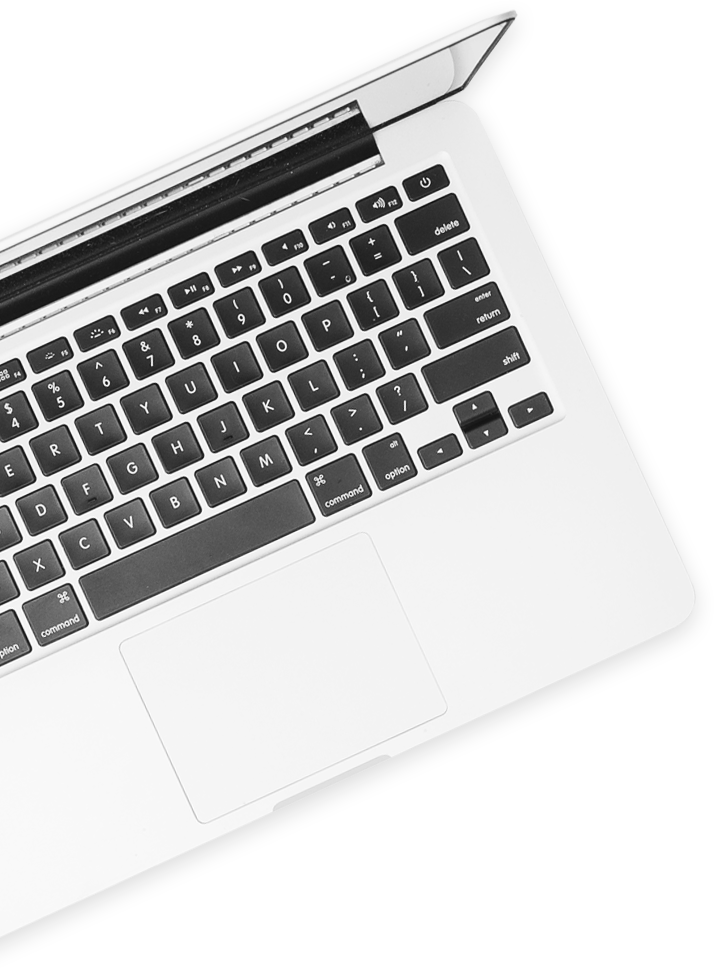 F4 F5 F6 F7 F8 F9 F10 F11 F12
$ 4 % 5 ^ 6 & 7 * 8 ( 9 ) 0 _ - + = delete
E R T Y U I O P { [ } ] | \
D F G H J K L : ; " ' enter return
X C V B N M < , > . ? / shift
ption command command alt option